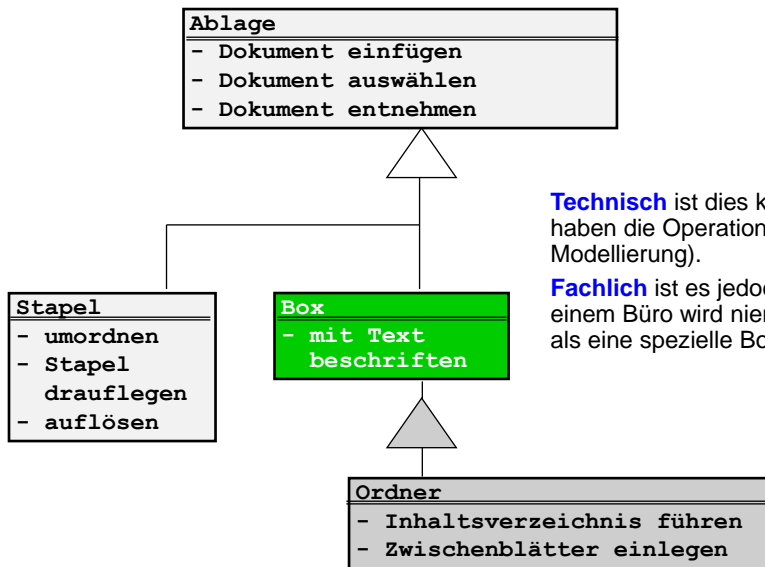 Ablage
- Dokument einfügen
- Dokument auswählen
- Dokument entnehmen
Technisch ist dies
haben die
Modellierung).
Fachlich ist es
einem Büro wird
als eine spezielle
Stapel
- umordnen
- Stapel
drauflegen
- auflösen
Box
- mit Text
beschriften
Ordner
- Inhaltsverzeichnis führen
- Zwischenblätter einlegen